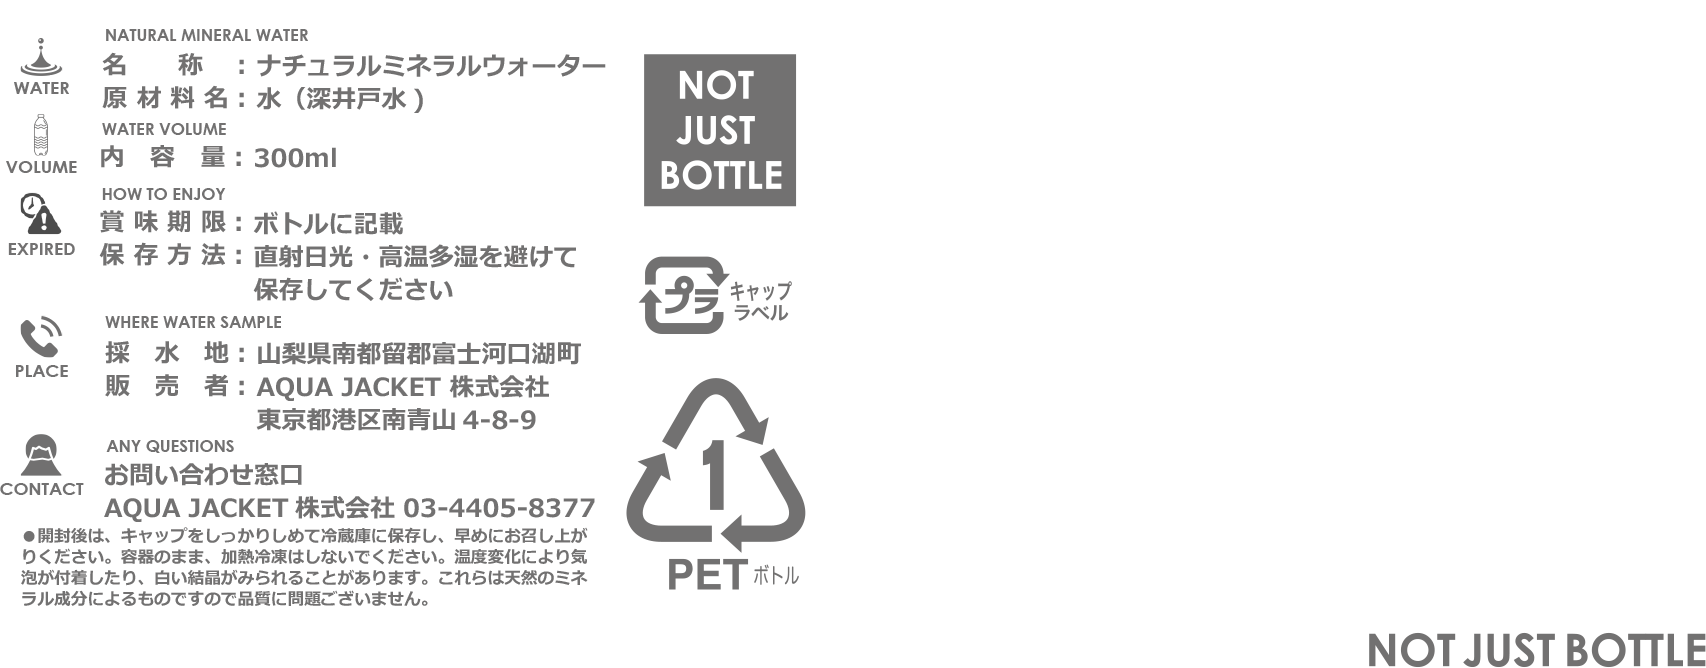 NATURAL MINERAL WATER
名 称 ： ナチュラルミネラルウォーター
WATER
原 材 料 名 ： 水（深井戸水）
WATER VOLUME
内 容 量 ： 300ml
VOLUME
HOW TO ENJOY
賞 味 期 限 ： ボトルに記載
EXPIRED
保 存 方 法 ： 直射日光・高温多湿を避けて
保存してください
WHERE WATER SAMPLE
採 水 地 ： 山梨県南都留郡富士河口湖町
PLACE
販 売 者 ： AQUA JACKET 株式会社
東京都港区南青山 4-8-9
ANY QUESTIONS
お問い合わせ窓口
CONTACT
AQUA JACKET 株式会社 03-4405-8377
●開封後は、キャップをしっかりしめて冷蔵庫に保存し、早めにお召し上が
りください。容器のまま、加熱冷凍はしないでください。温度変化により気
泡が付着したり、白い結晶がみられることがあります。これらは天然のミネ
ラル成分によるものですので品質に問題ございません。
NOT
JUST
BOTTLE
プラ
キャップ
ラベル
1
PET ボトル
NOT JUST BOTTLE